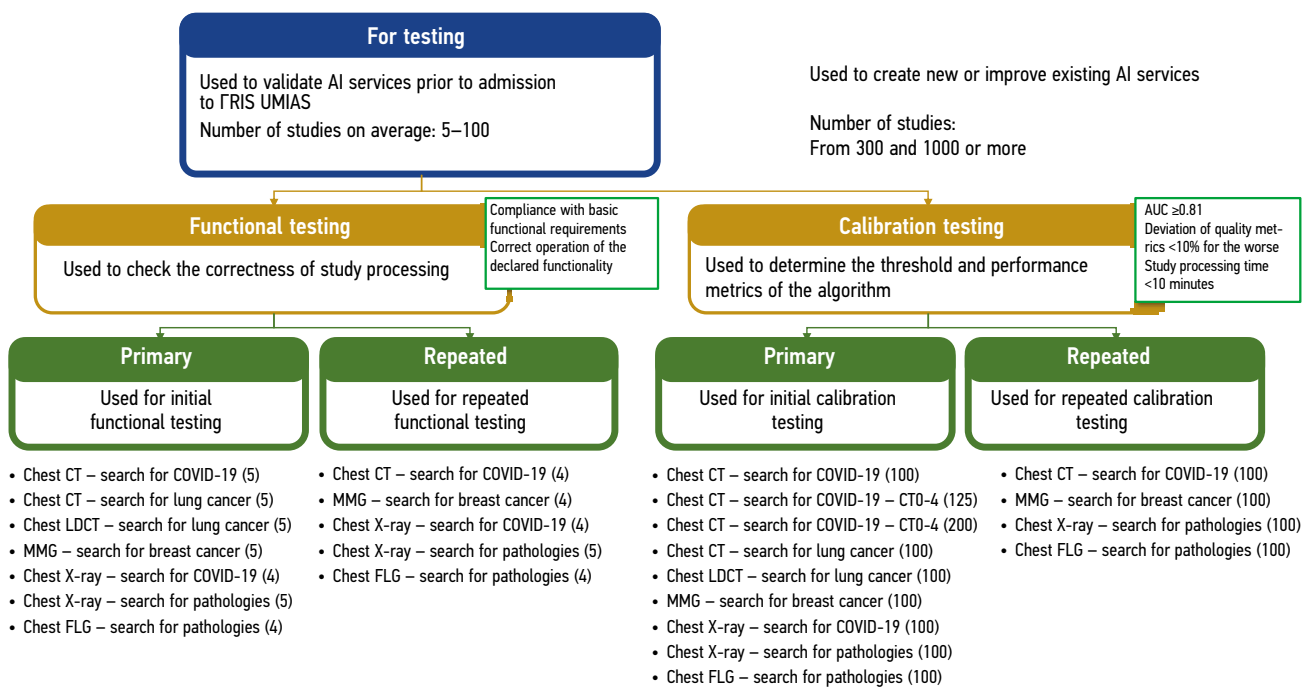 For testing
Used to validate AI services prior to admission
to ГRIS UMIAS
Number of studies on average: 5–100
Used to create new or improve existing AI services
Number of studies:
From 300 and 1000 or more
Functional testing
Used to check the correctness of study processing
Compliance with basic
functional requirements
Correct operation of the
declared functionality
Calibration testing
Used to determine the threshold and performance
metrics of the algorithm
AUC ≥0.81
Deviation of quality met-
rics <10% for the worse
Study processing time
<10 minutes
Primary
Used for initial
functional testing
• Chest CT – search for COVID-19 (5)
• Chest CT – search for lung cancer (5)
• Chest LDCT – search for lung cancer (5)
• MMG – search for breast cancer (5)
• Chest X-ray – search for COVID-19 (4)
• Chest X-ray – search for pathologies (5)
• Chest FLG – search for pathologies (4)
Repeated
Used for repeated
functional testing
• Chest CT – search for COVID-19 (4)
• MMG – search for breast cancer (4)
• Chest X-ray – search for COVID-19 (4)
• Chest X-ray – search for pathologies (5)
• Chest FLG – search for pathologies (4)
Primary
Used for initial calibration
testing
• Chest CT – search for COVID-19 (100)
• Chest CT – search for COVID-19 – CT0-4 (125)
• Chest CT – search for COVID-19 – CT0-4 (200)
• Chest CT – search for lung cancer (100)
• Chest LDCT – search for lung cancer (100)
• MMG – search for breast cancer (100)
• Chest X-ray – search for COVID-19 (100)
• Chest X-ray – search for pathologies (100)
• Chest FLG – search for pathologies (100)
Repeated
Used for repeated calibration
testing
• Chest CT – search for COVID-19 (100)
• MMG – search for breast cancer (100)
• Chest X-ray – search for pathologies (100)
• Chest FLG – search for pathologies (100)